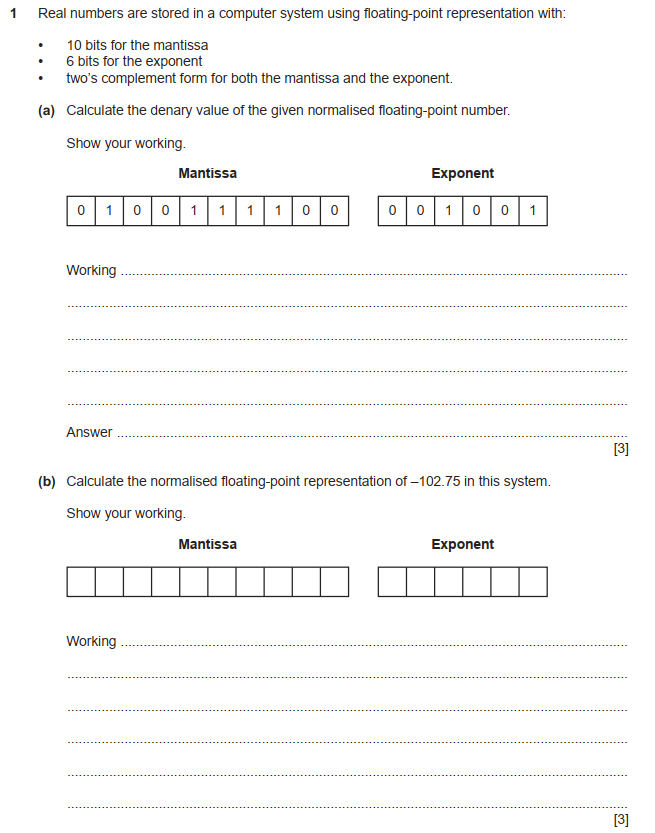 1 Real numbers are stored in a computer system using floating-point representation with:
• 10 bits for the mantissa
• 6 bits for the exponent
• two’s complement form for both the mantissa and the exponent.
(a) Calculate the denary value of the given normalised floating-point number.
Show your working.
Mantissa Exponent
0 1 0 0 1 1 1 1 0 0 0 0 1 0 0 1
Working ....................................................................................................
....................................................................................................
....................................................................................................
....................................................................................................
....................................................................................................
Answer ....................................................................................................
[3]
(b) Calculate the normalised floating-point representation of –102.75 in this system.
Show your working.
Mantissa Exponent
Working ....................................................................................................
....................................................................................................
....................................................................................................
....................................................................................................
....................................................................................................
....................................................................................................
[3]